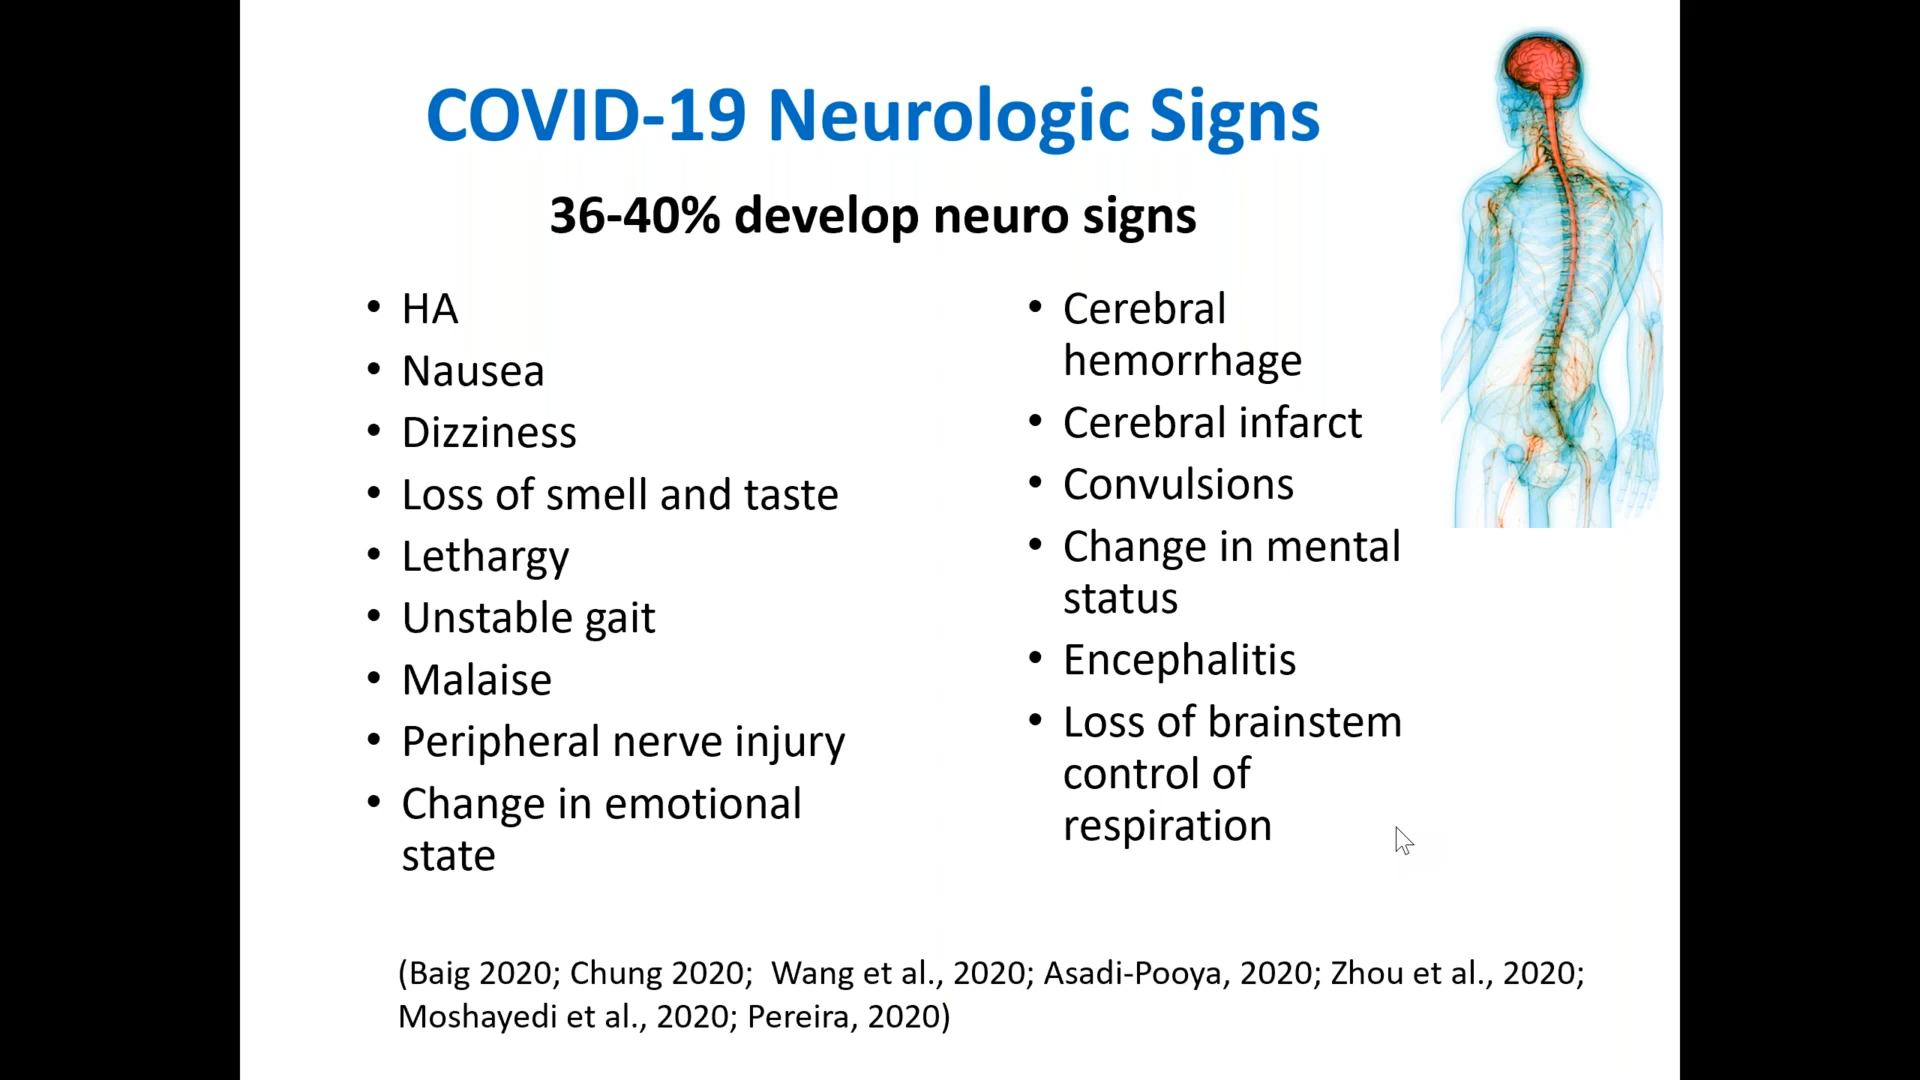 COVID-19 Neurologic Signs
36-40% develop neuro signs
• HA
• Nausea
• Dizziness
• Loss of smell and taste
• Lethargy
• Unstable gait
• Malaise
• Peripheral nerve injury
• Change in emotional
state
• Cerebral
hemorrhage
• Cerebral infarct
• Convulsions
• Change in mental
status
• Encephalitis
• Loss of brainstem
control of
respiration
(Baig 2020; Chung 2020;  Wang et al., 2020; Asadi-Pooya, 2020; Zhou et al., 2020;
Moshayedi et al., 2020; Pereira, 2020)